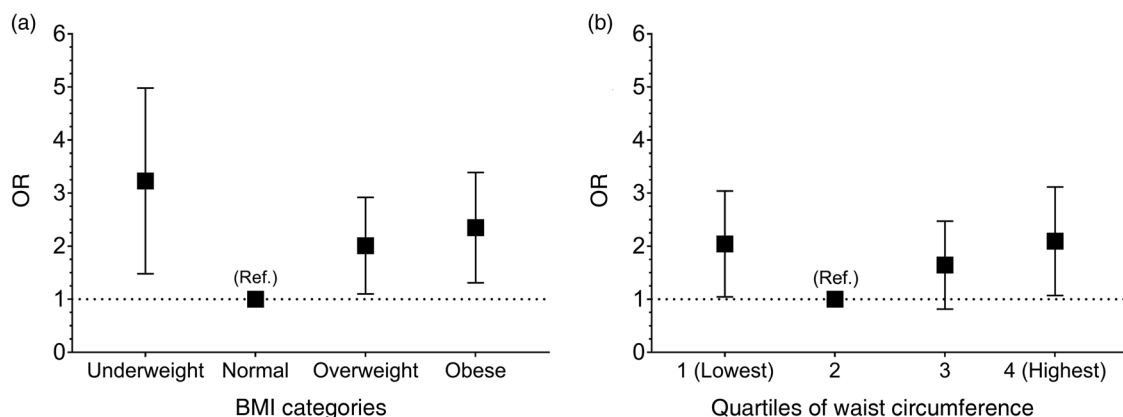 (a)
6
5
4
3
2
1
0
OR
(Ref.)
Underweight Normal Overweight Obese
BMI categories
(b)
6
5
4
3
2
1
0
OR
(Ref.)
1 (Lowest) 2 3 4 (Highest)
Quartiles of waist circumference